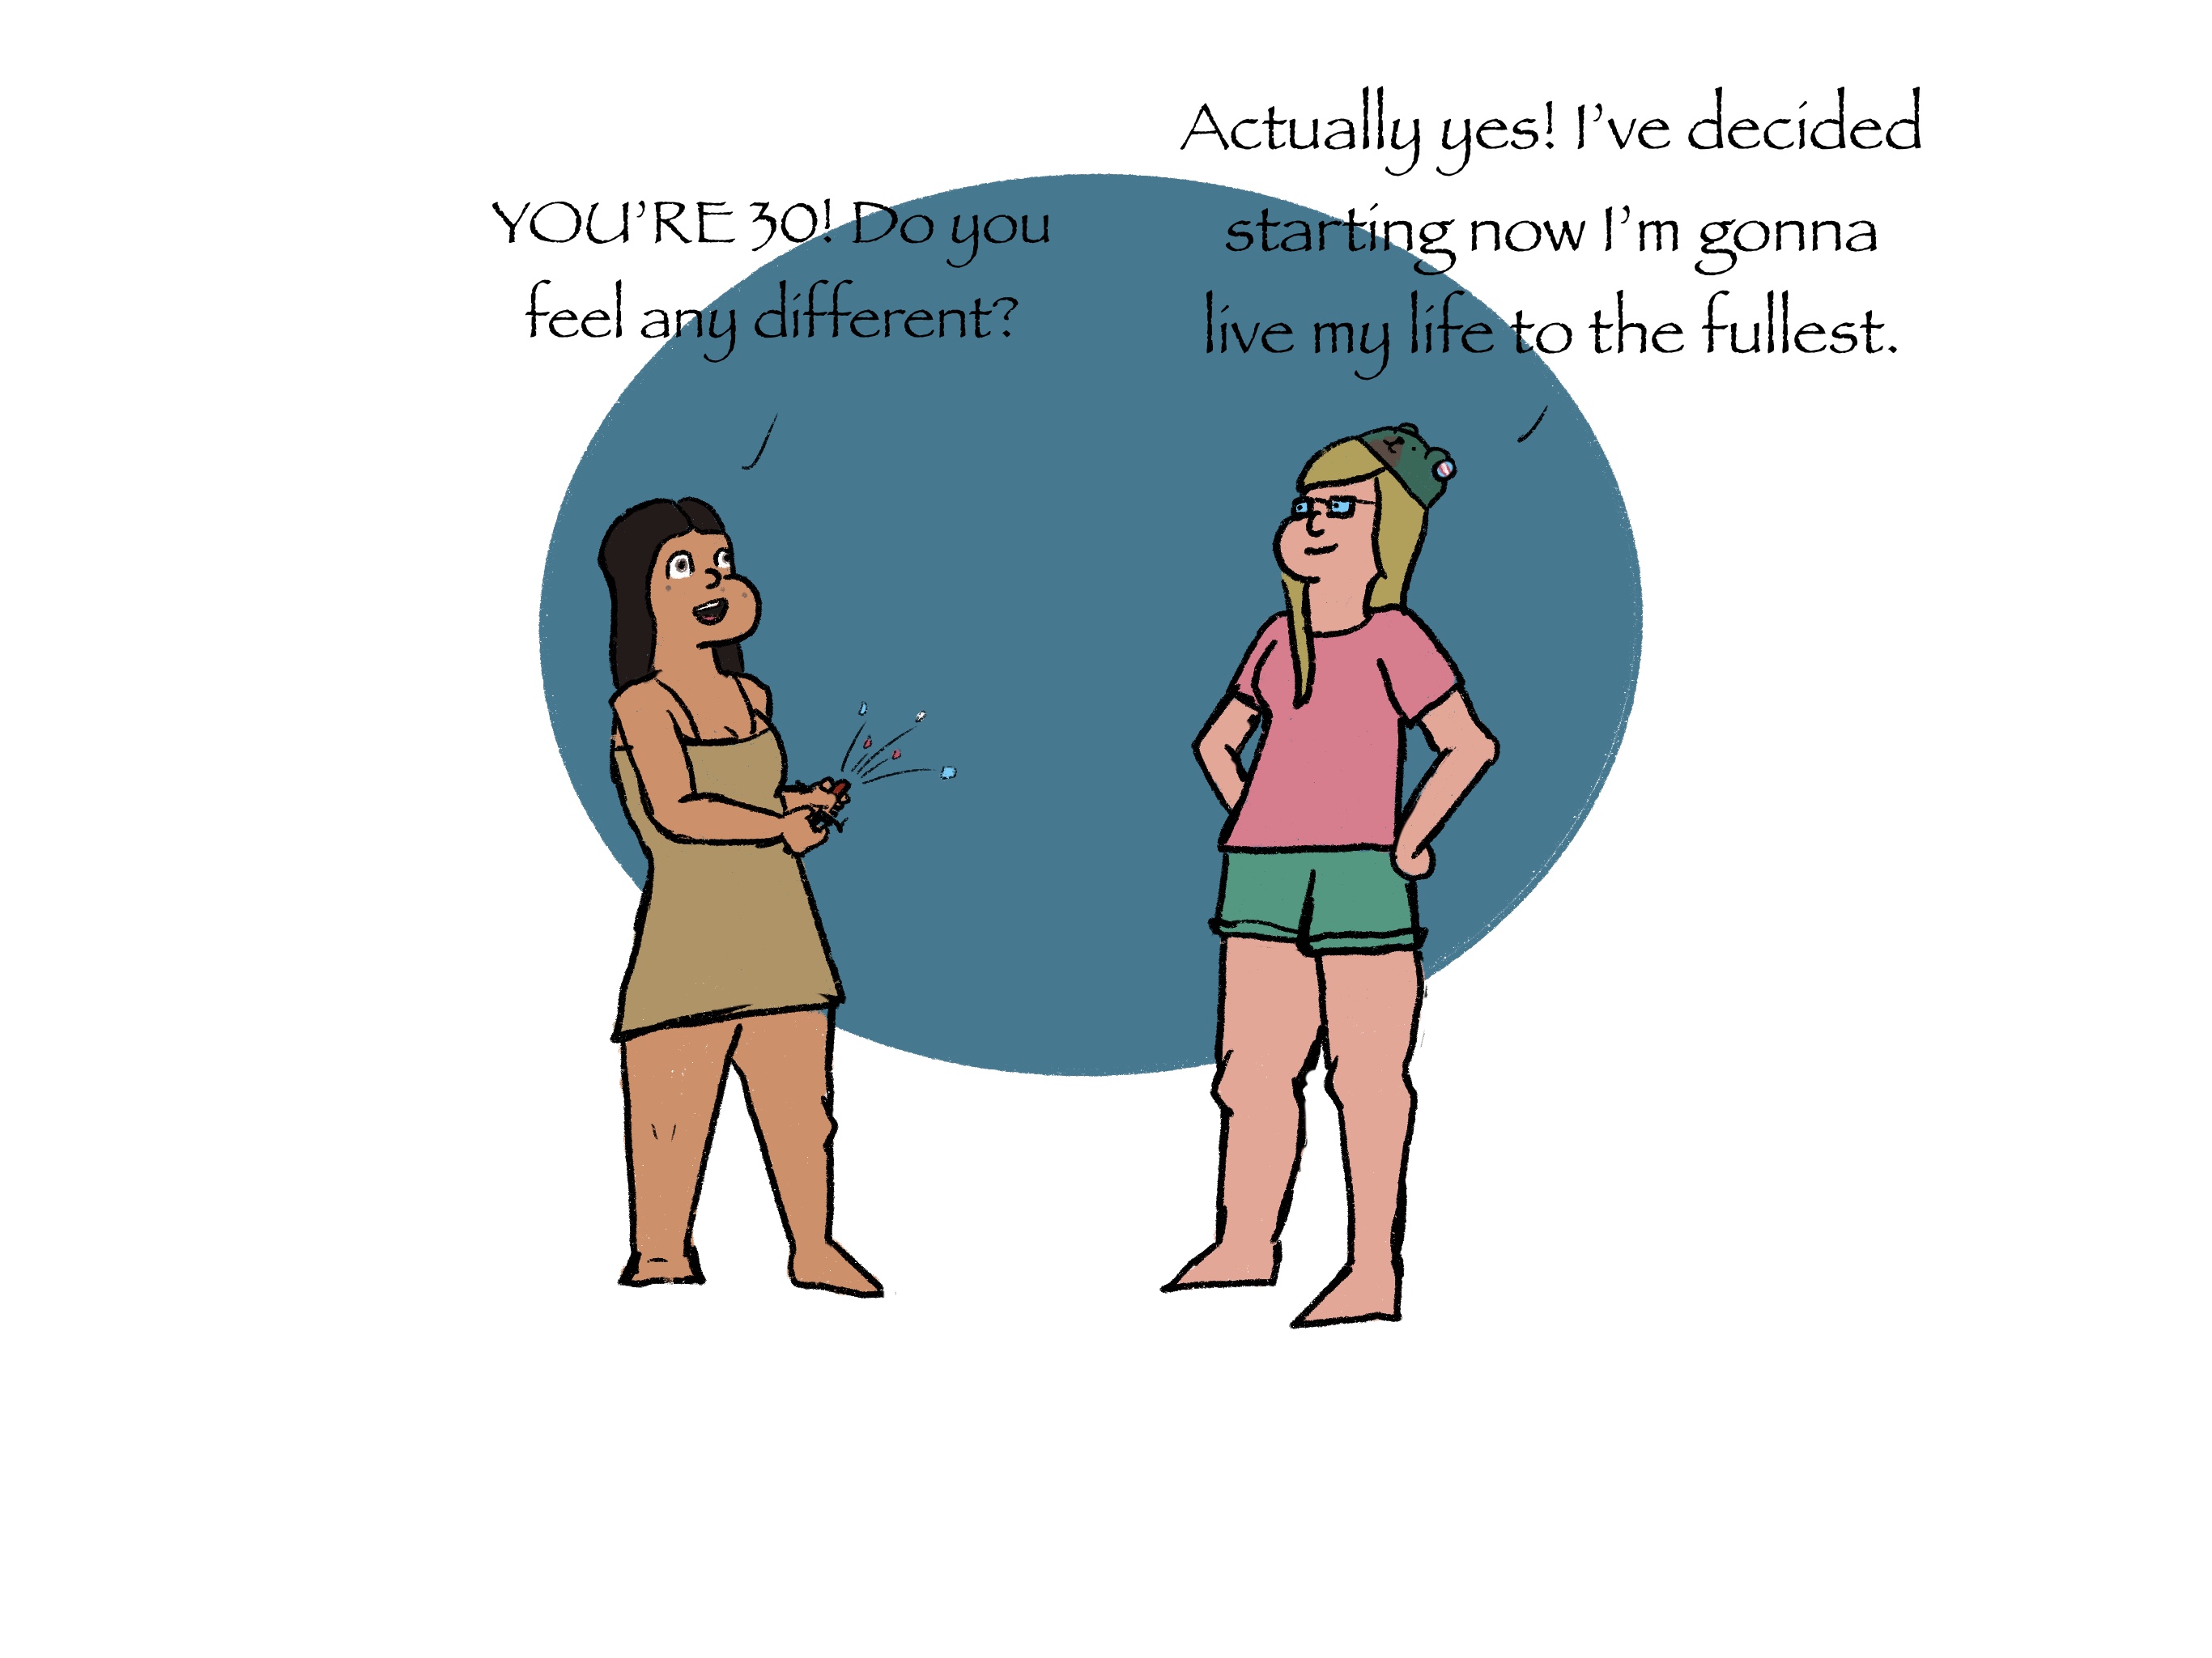 YOU'RE 30! Do you
feel any different?
Actually yes! I've decided
starting now I'm gonna
live my life to the fullest.